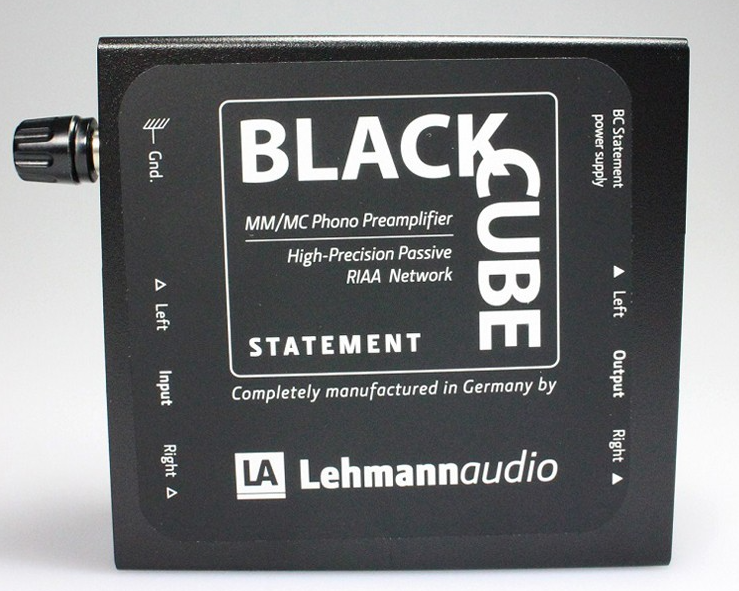 BLACK
CUBE
MM/MC Phono Preamplifier
High-Precision Passive
RIAA Network
STATEMENT
Completely manufactured in Germany by
LA Lehmannaudio
Gnd.
Left
Input
Right
BC Statement
power supply
Left
Output
Right